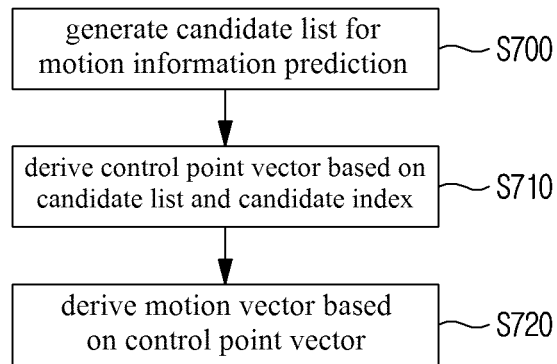 generate candidate list for
motion information prediction
S700
derive control point vector based on
candidate list and candidate index
S710
derive motion vector based
on control point vector
S720